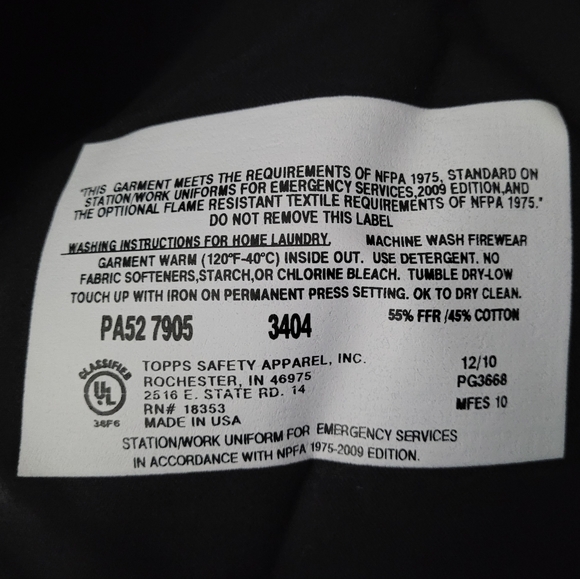 "THIS GARMENT MEETS THE REQUIREMENTS OF NFPA 1975, STANDARD ON
STATION/WORK UNIFORMS FOR EMERGENCY SERVICES,2009 EDITION,AND
THE OPTIIONAL FLAME RESISTANT TEXTILE REQUIREMENTS OF NFPA 1975."
DO NOT REMOVE THIS LABEL
WASHING INSTRUCTIONS FOR HOME LAUNDRY. MACHINE WASH FIREWEAR
GARMENT WARM (120°F-40°C) INSIDE OUT. USE DETERGENT. NO
FABRIC SOFTENERS,STARCH,OR CHLORINE BLEACH. TUMBLE DRY-LOW
TOUCH UP WITH IRON ON PERMANENT PRESS SETTING. OK TO DRY CLEAN.
PA52 7905 3404 55% FFR /45% COTTON
CLASSIFIED
UL
36F6
TOPPS SAFETY APPAREL, INC. 12/10
ROCHESTER, IN 46975 PG3668
2516 E. STATE RD. 14
RN# 18353 MFES 10
MADE IN USA
STATION/WORK UNIFORM FOR EMERGENCY SERVICES
IN ACCORDANCE WITH NPFA 1975-2009 EDITION.